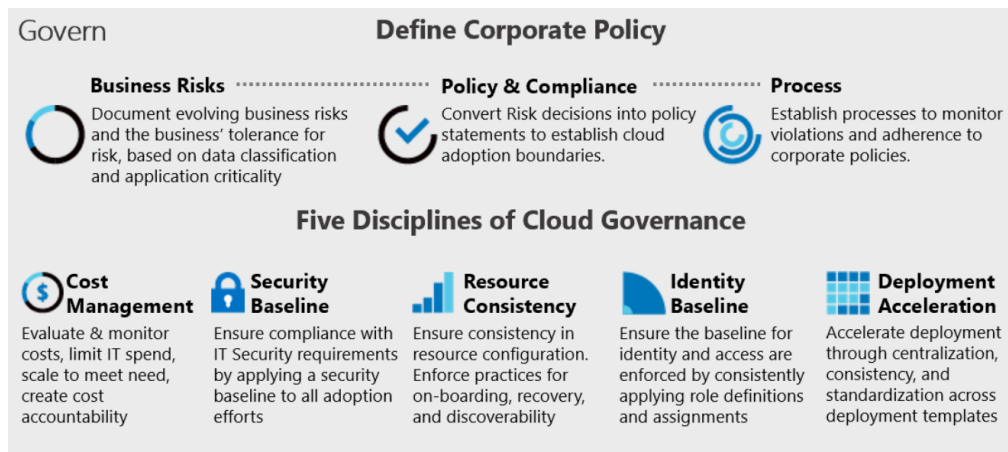 Govern
Define Corporate Policy
Business Risks
Document evolving business risks
and the business’ tolerance for
risk, based on data classification
and application criticality
Policy & Compliance
Convert Risk decisions into policy
statements to establish cloud
adoption boundaries.
Process
Establish processes to monitor
violations and adherence to
corporate policies.
Five Disciplines of Cloud Governance
$
Cost
Management
Evaluate & monitor
costs, limit IT spend,
scale to meet need,
create cost
accountability
Security
Baseline
Ensure compliance with
IT Security requirements
by applying a security
baseline to all adoption
efforts
Resource
Consistency
Ensure consistency in
resource configuration.
Enforce practices for
on-boarding, recovery,
and discoverability
Identity
Baseline
Ensure the baseline for
identity and access are
enforced by consistently
applying role definitions
and assignments
Deployment
Acceleration
Accelerate deployment
through centralization,
consistency, and
standardization across
deployment templates